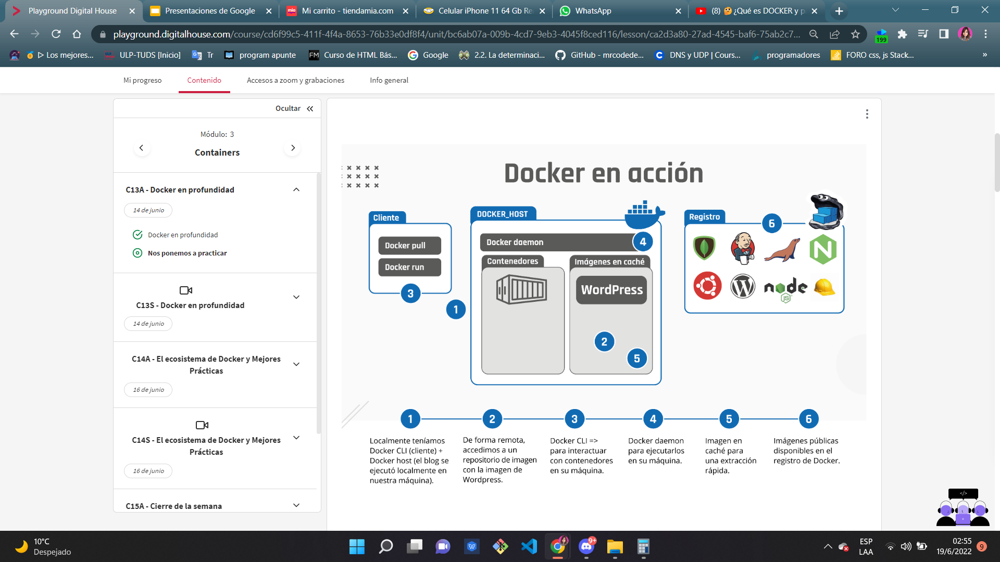 Playground Digital House
Presentaciones de Google
Mi carrito - tiendamia.com
Celular iPhone 11 64 Gb Re
WhatsApp
(8) 🤔 ¿Qué es DOCKER y p
playground.digitalhouse.com/course/cd6f99c5-411f-4f4a-8653-76b33e0df8f4/unit/bc6ab07a-009b-4cd7-9eb3-4045f8ced116/lesson/ca2d3a80-27ad-4545-baf6-75ab2c7...
199
▷ Los mejores...
ULP-TUDS [Inicio]
Tr
program apunte
FM
Curso de HTML Bás...
Google
2.2. La determinaci...
GitHub - mrcodede...
DNS y UDP | Cours...
programadores
FORO css, js Stack...
»
Mi progreso
Contenido
Accesos a zoom y grabaciones
Info general
Ocultar
Módulo: 3
Containers
C13A - Docker en profundidad
14 de junio
Docker en profundidad
Nos ponemos a practicar
C13S - Docker en profundidad
14 de junio
C14A - El ecosistema de Docker y Mejores
Prácticas
16 de junio
C14S - El ecosistema de Docker y Mejores
Prácticas
16 de junio
C15A - Cierre de la semana
Docker en acción
Cliente
Docker pull
Docker run
3
1
DOCKER_HOST
Docker daemon
4
Contenedores
Imágenes en caché
WordPress
2
5
Registro
6
N
W
node
JS
1
2
3
4
5
6
Localmente teníamos
Docker CLI (cliente) +
Docker host (el blog se
ejecutó localmente en
nuestra máquina).
De forma remota,
accedimos a un
repositorio de imagen
con la imagen de
Wordpress.
Docker CLI =>
para interactuar
con contenedores
en su máquina.
Docker daemon
para ejecutarlos
en su máquina.
Imagen en
caché para
una extracción
rápida.
Imágenes públicas
disponibles en el
registro de Docker.
</>
10°C
Despejado
9+
ESP
LAA
02:55
19/6/2022
9